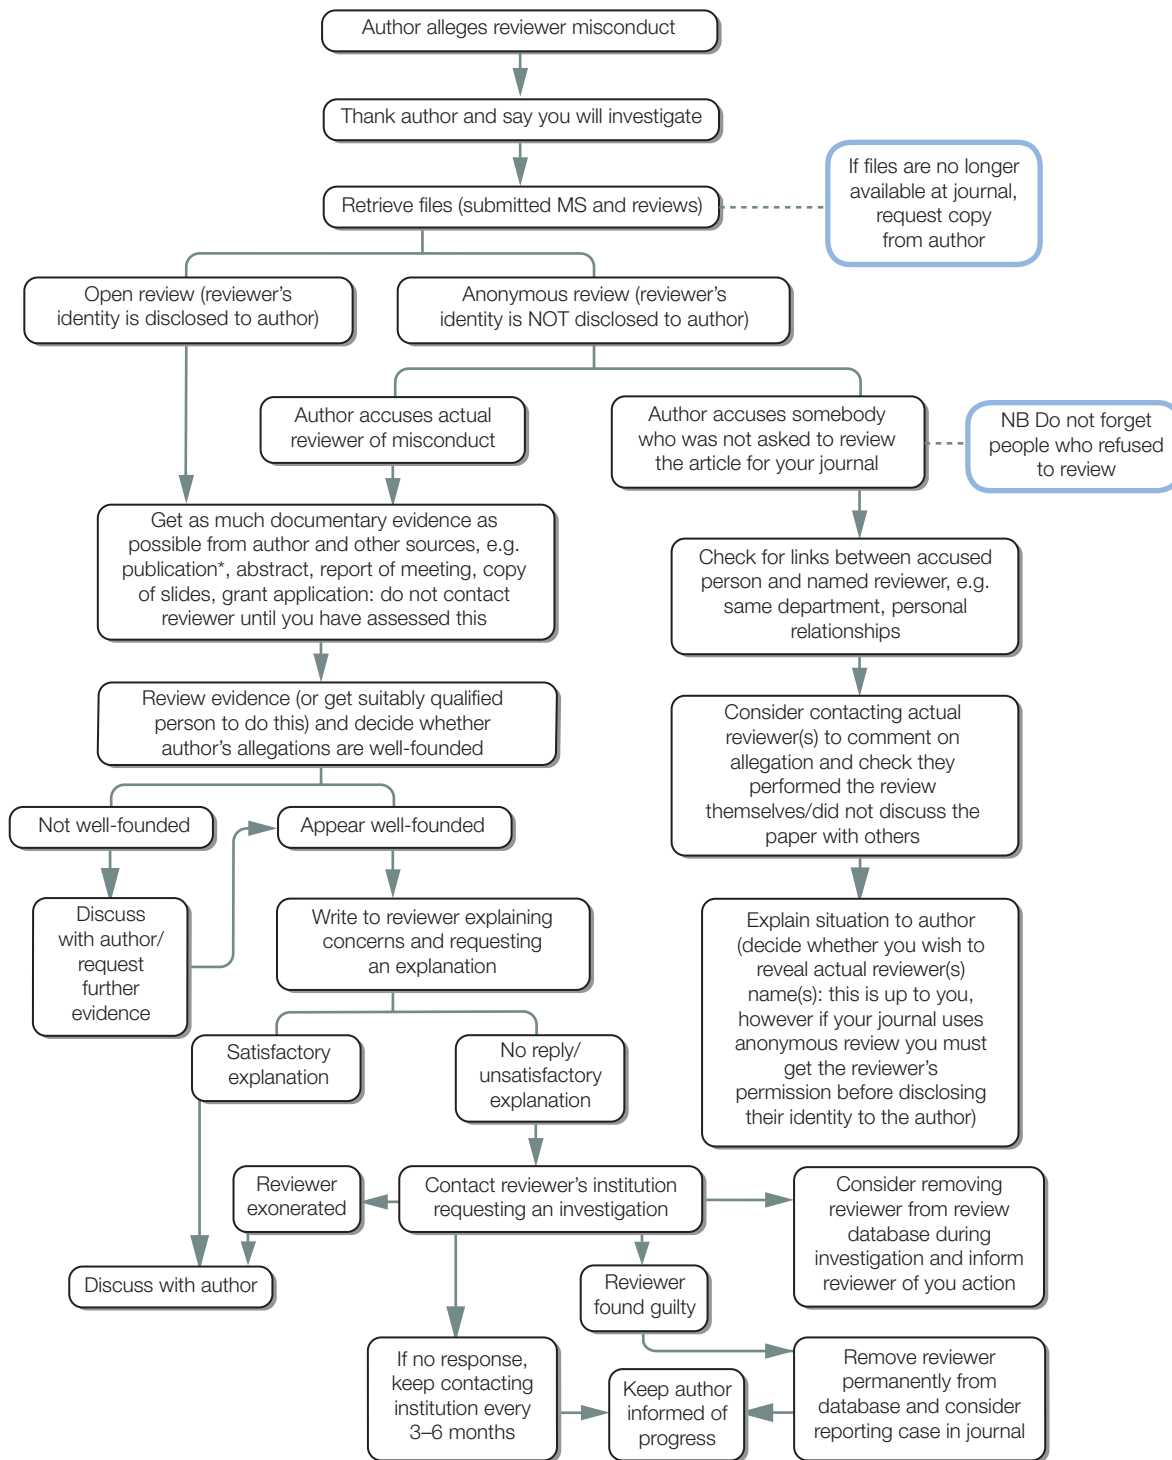 Author alleges reviewer misconduct
Thank author and say you will investigate
Retrieve files (submitted MS and reviews)
If files are no longer
available at journal,
request copy
from author
Open review (reviewer's
identity is disclosed to author)
Anonymous review (reviewer's
identity is NOT disclosed to author)
Author accuses actual
reviewer of misconduct
Author accuses somebody
who was not asked to review
the article for your journal
NB Do not forget
people who refused
to review
Get as much documentary evidence as
possible from author and other sources, e.g.
publication*, abstract, report of meeting, copy
of slides, grant application: do not contact
reviewer until you have assessed this
Check for links between accused
person and named reviewer, e.g.
same department, personal
relationships
Review evidence (or get suitably qualified
person to do this) and decide whether
author's allegations are well-founded
Consider contacting actual
reviewer(s) to comment on
allegation and check they
performed the review
themselves/did not discuss the
paper with others
Not well-founded
Appear well-founded
Discuss
with author/
request
further
evidence
Write to reviewer explaining
concerns and requesting
an explanation
Explain situation to author
(decide whether you wish to
reveal actual reviewer(s)
name(s): this is up to you,
however if your journal uses
anonymous review you must
get the reviewer's
permission before disclosing
their identity to the author)
Satisfactory
explanation
No reply/
unsatisfactory
explanation
Reviewer
exonerated
Contact reviewer's institution
requesting an investigation
Consider removing
reviewer from review
database during
investigation and inform
reviewer of you action
Discuss with author
Reviewer
found guilty
If no response,
keep contacting
institution every
3–6 months
Keep author
informed of
progress
Remove reviewer
permanently from
database and consider
reporting case in journal